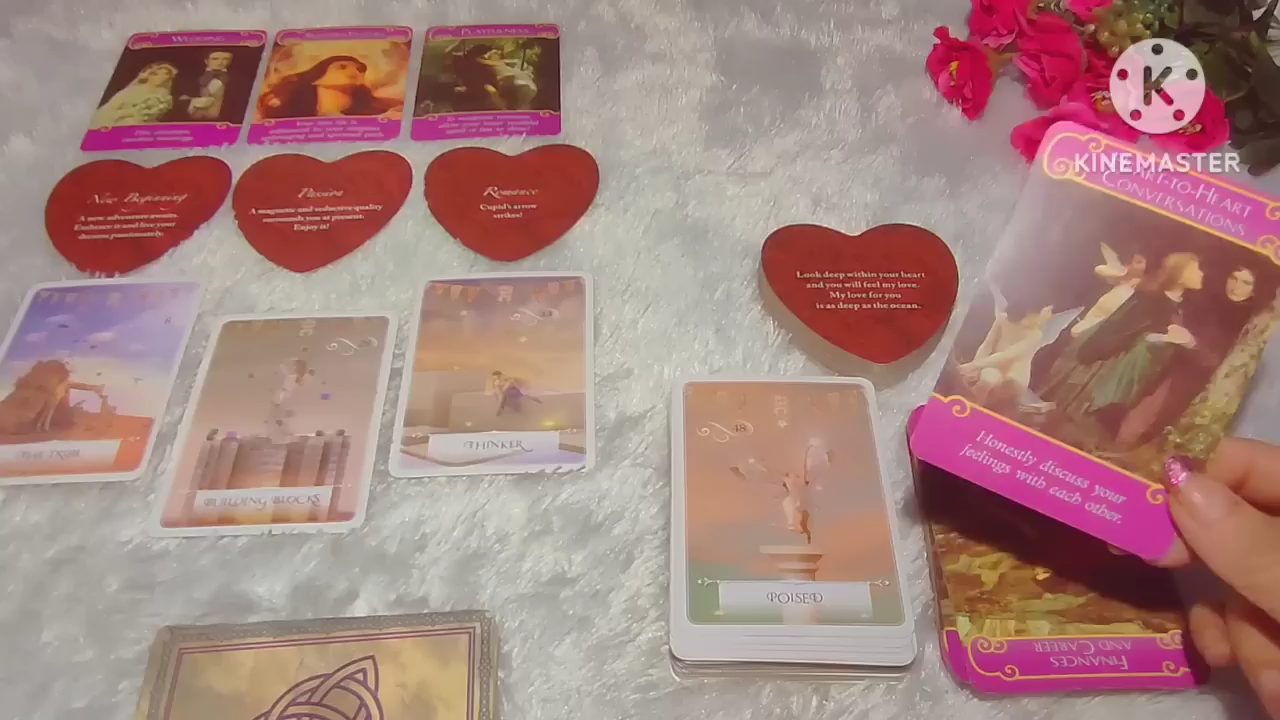 WEDDING
PLAYFULNESS
New Beginning
A new adventure awaits.
Embrace it and live your
dreams passionately.
Passion
A magnetic and seductive quality
surrounds you at present.
Enjoy it!
Romance
Cupid's arrow
strikes!
33
THINKER
BUILDING BLOCKS
Look deep within your heart
and you will feel my love.
My love for you
is as deep as the ocean.
48
POISED
K
KINEMASTER
ART-TO-HEART
CONVERSATIONS
Honestly discuss your
feelings with each other.
FINANCES
AND CAREER